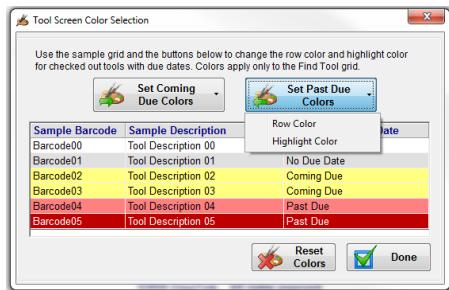 Tool Screen Color Selection
Use the sample grid and the buttons below to change the row color and highlight color
for checked out tools with due dates. Colors apply only to the Find Tool grid.
Set Coming
Due Colors
Set Past Due
Colors
Row Color
Highlight Color
Sample Barcode Sample Description Date
Barcode00 Tool Description 00
Barcode01 Tool Description 01 No Due Date
Barcode02 Tool Description 02 Coming Due
Barcode03 Tool Description 03 Coming Due
Barcode04 Tool Description 04 Past Due
Barcode05 Tool Description 05 Past Due
Reset
Colors
Done